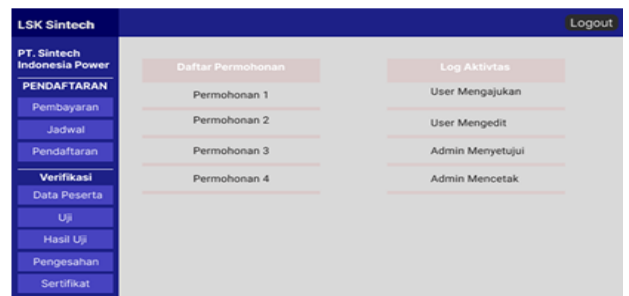 LSK Sintech
Logout
PT. Sintech
Indonesia Power
PENDAFTARAN
Pembayaran
Jadwal
Pendaftaran
Verifikasi
Data Peserta
Uji
Hasil Uji
Pengesahan
Sertifikat
Daftar Permohonan
Permohonan 1
Permohonan 2
Permohonan 3
Permohonan 4
Log Aktivtas
User Mengajukan
User Mengedit
Admin Menyetujui
Admin Mencetak